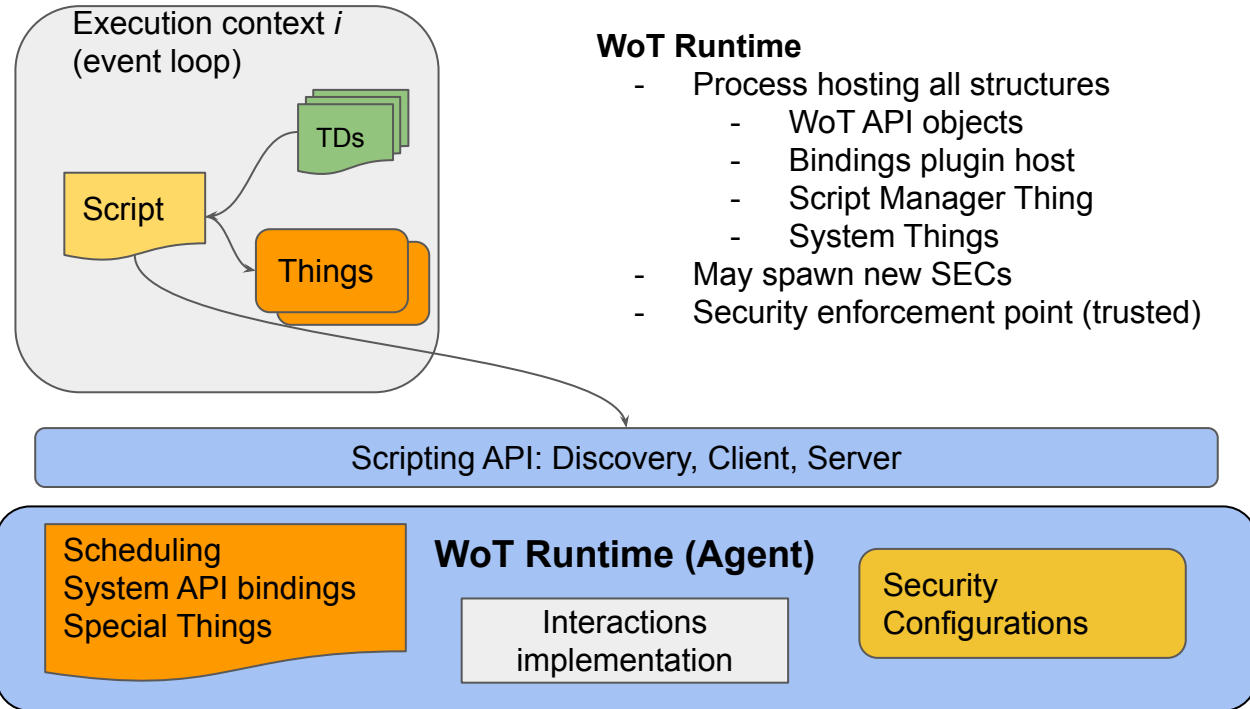 Execution context i
(event loop)
TDs
Script
Things
WoT Runtime
- Process hosting all structures
- WoT API objects
- Bindings plugin host
- Script Manager Thing
- System Things
- May spawn new SECs
- Security enforcement point (trusted)
Scripting API: Discovery, Client, Server
WoT Runtime (Agent)
Scheduling
System API bindings
Special Things
Interactions
implementation
Security
Configurations